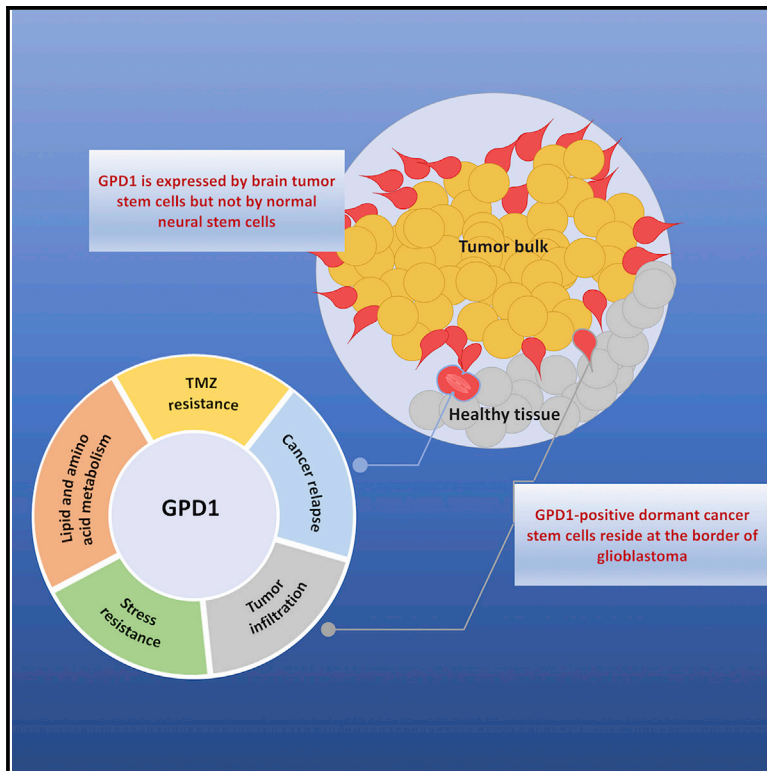 GPD1 is expressed by brain tumor
stem cells but not by normal
neural stem cells
Tumor bulk
Healthy tissue
TMZ
resistance
Cancer relapse
Tumor
infiltration
Stress
resistance
Lipid and amino
acid metabolism
GPD1
GPD1-positive dormant cancer
stem cells reside at the border of
glioblastoma